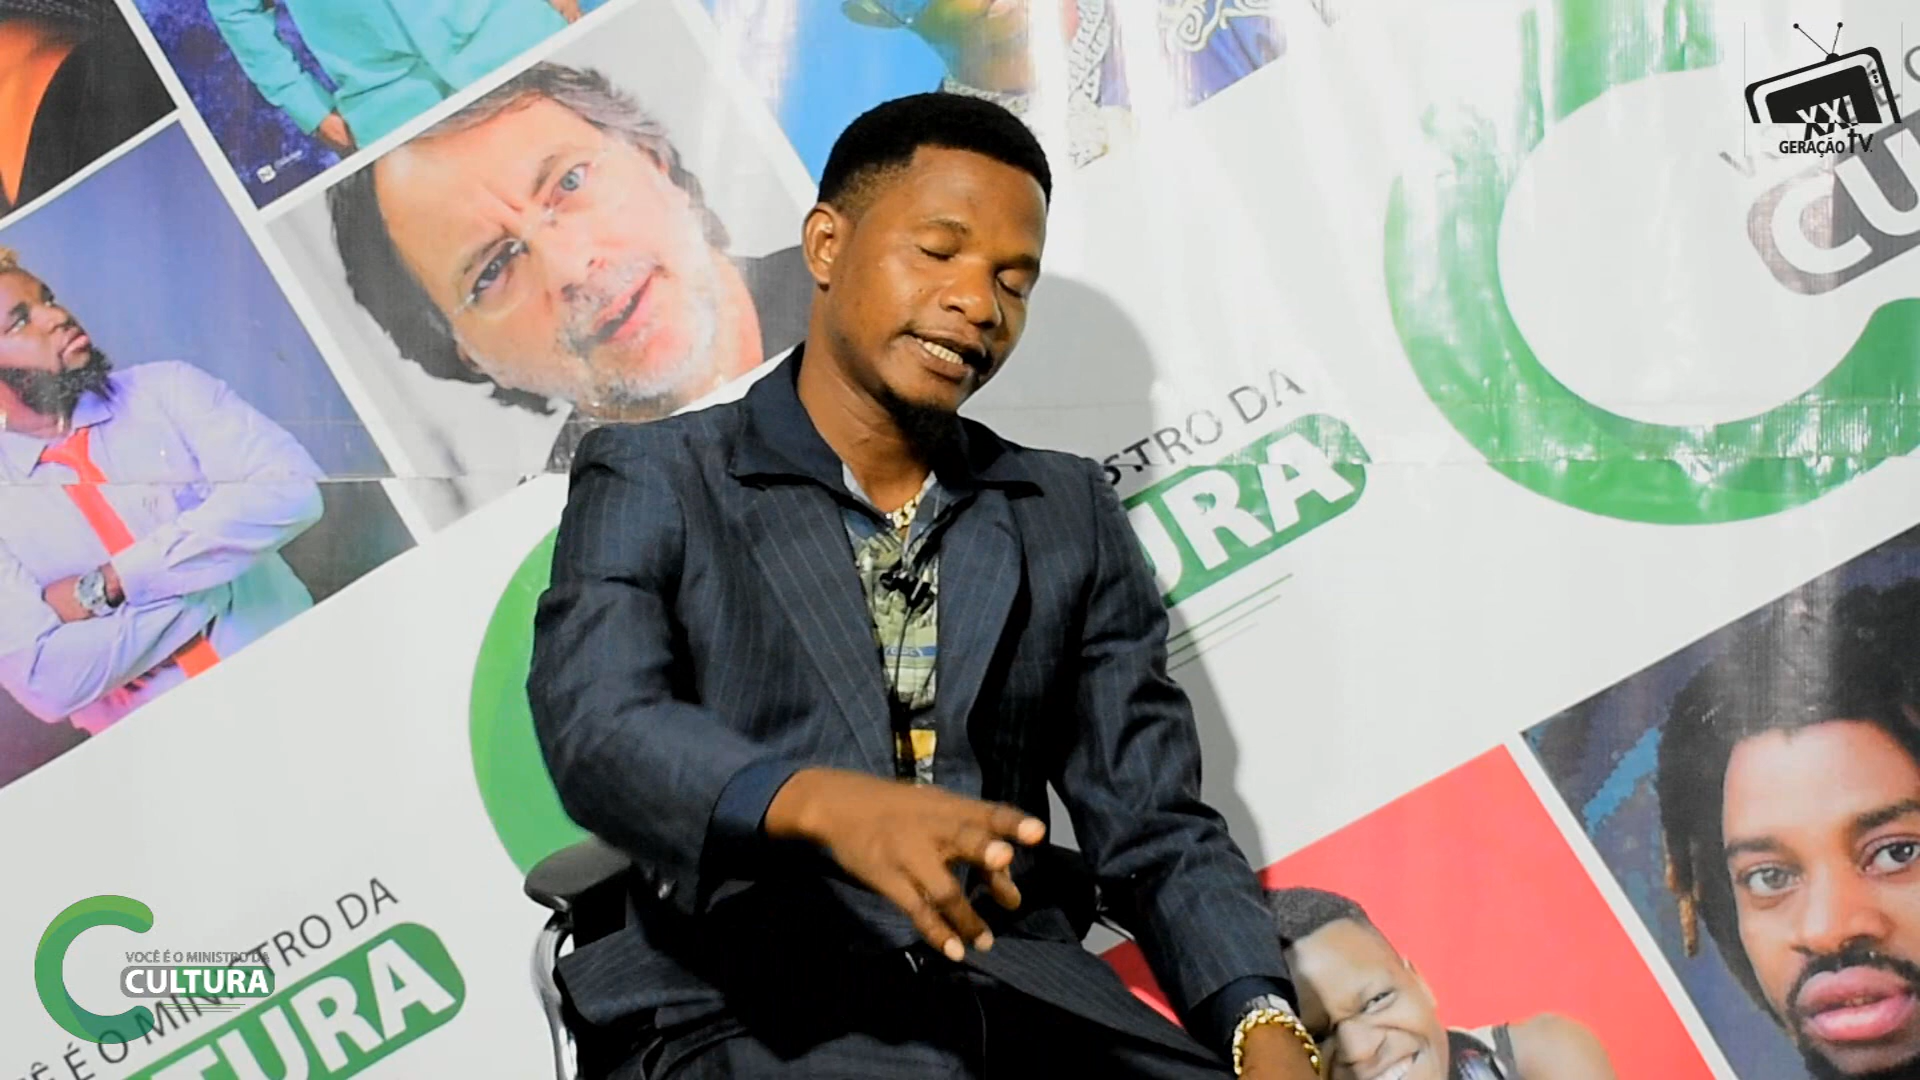 XXI
GERAÇÃO TV.
CU
STRO DA
URA
VOCÊ É O MINISTRO DA
CULTURA
Ê É O MINISTRO DA
TURA